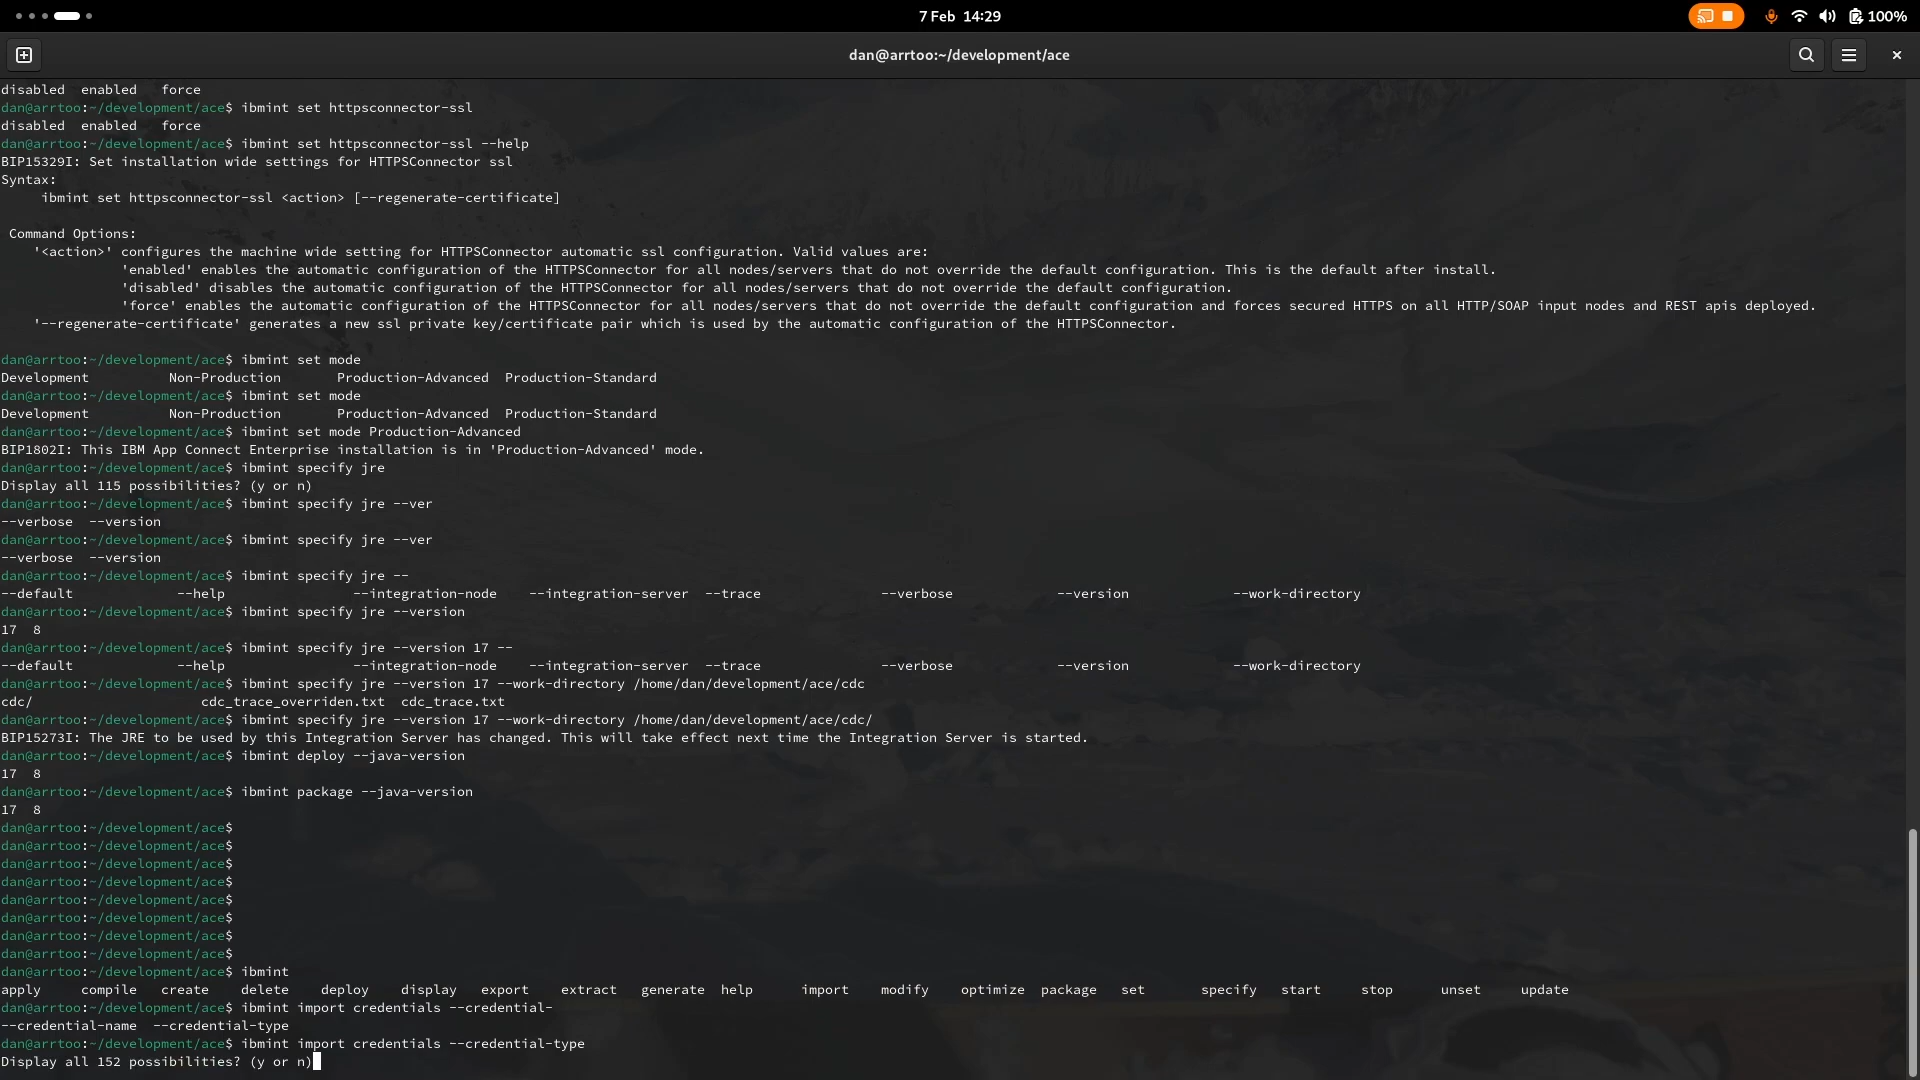 7 Feb 14:29
100%
dan@arrtoo:~/development/ace
disabled  enabled   force
dan@arrtoo:~/development/ace$ ibmint set httpsconnector-ssl
disabled  enabled   force
dan@arrtoo:~/development/ace$ ibmint set httpsconnector-ssl --help
BIP15329I: Set installation wide settings for HTTPSConnector ssl
Syntax:
     ibmint set httpsconnector-ssl <action> [--regenerate-certificate]
 Command Options:
    '<action>' configures the machine wide setting for HTTPSConnector automatic ssl configuration. Valid values are:
               'enabled' enables the automatic configuration of the HTTPSConnector for all nodes/servers that do not override the default configuration. This is the default after install.
               'disabled' disables the automatic configuration of the HTTPSConnector for all nodes/servers that do not override the default configuration.
               'force' enables the automatic configuration of the HTTPSConnector for all nodes/servers that do not override the default configuration and forces secured HTTPS on all HTTP/SOAP input nodes and REST apis deployed.
    '--regenerate-certificate' generates a new ssl private key/certificate pair which is used by the automatic configuration of the HTTPSConnector.
dan@arrtoo:~/development/ace$ ibmint set mode
Development          Non-Production       Production-Advanced  Production-Standard
dan@arrtoo:~/development/ace$ ibmint set mode
Development          Non-Production       Production-Advanced  Production-Standard
dan@arrtoo:~/development/ace$ ibmint set mode Production-Advanced
BIP1802I: This IBM App Connect Enterprise installation is in 'Production-Advanced' mode.
dan@arrtoo:~/development/ace$ ibmint specify jre
Display all 115 possibilities? (y or n)
dan@arrtoo:~/development/ace$ ibmint specify jre --ver
--verbose  --version
dan@arrtoo:~/development/ace$ ibmint specify jre --ver
--verbose  --version
dan@arrtoo:~/development/ace$ ibmint specify jre --
--default             --help                --integration-node    --integration-server  --trace               --verbose             --version             --work-directory
dan@arrtoo:~/development/ace$ ibmint specify jre --version
17  8
dan@arrtoo:~/development/ace$ ibmint specify jre --version 17 --
--default             --help                --integration-node    --integration-server  --trace               --verbose             --version             --work-directory
dan@arrtoo:~/development/ace$ ibmint specify jre --version 17 --work-directory /home/dan/development/ace/cdc
cdc/                     cdc_trace_overriden.txt  cdc_trace.txt
dan@arrtoo:~/development/ace$ ibmint specify jre --version 17 --work-directory /home/dan/development/ace/cdc/
BIP15273I: The JRE to be used by this Integration Server has changed. This will take effect next time the Integration Server is started.
dan@arrtoo:~/development/ace$ ibmint deploy --java-version
17  8
dan@arrtoo:~/development/ace$ ibmint package --java-version
17  8
dan@arrtoo:~/development/ace$
dan@arrtoo:~/development/ace$
dan@arrtoo:~/development/ace$
dan@arrtoo:~/development/ace$
dan@arrtoo:~/development/ace$
dan@arrtoo:~/development/ace$
dan@arrtoo:~/development/ace$
dan@arrtoo:~/development/ace$
dan@arrtoo:~/development/ace$ ibmint
apply     compile   create    delete    deploy    display   export    extract   generate  help      import    modify    optimize  package   set       specify   start     stop      unset     update
dan@arrtoo:~/development/ace$ ibmint import credentials --credential-
--credential-name  --credential-type
dan@arrtoo:~/development/ace$ ibmint import credentials --credential-type
Display all 152 possibilities? (y or n)